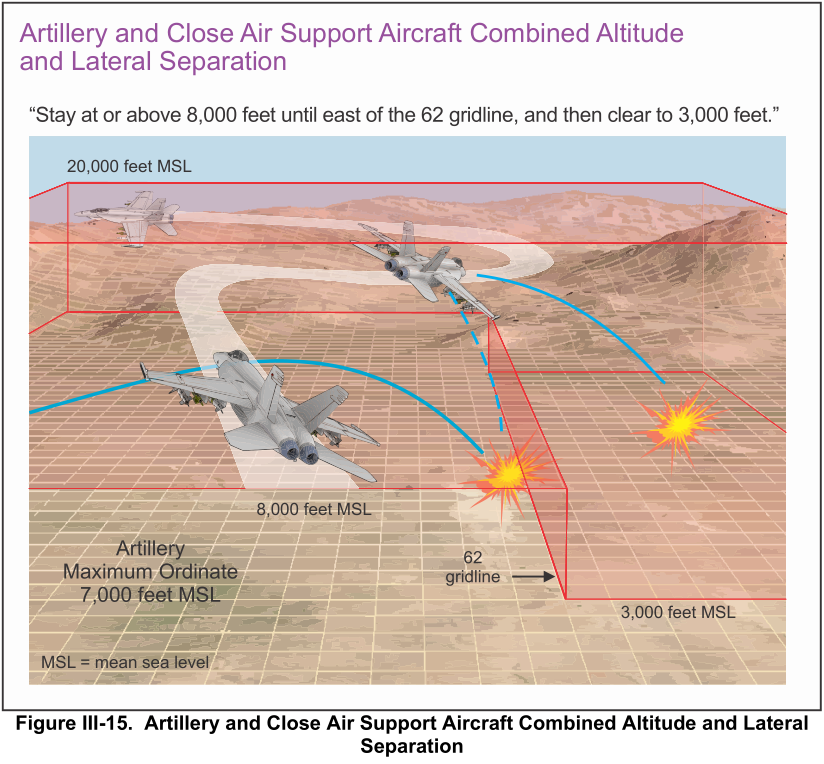 Artillery and Close Air Support Aircraft Combined Altitude
and Lateral Separation
“Stay at or above 8,000 feet until east of the 62 gridline, and then clear to 3,000 feet.”
20,000 feet MSL
8,000 feet MSL
Artillery
Maximum Ordinate
7,000 feet MSL
62
gridline
3,000 feet MSL
MSL = mean sea level
Figure III-15.  Artillery and Close Air Support Aircraft Combined Altitude and Lateral
Separation